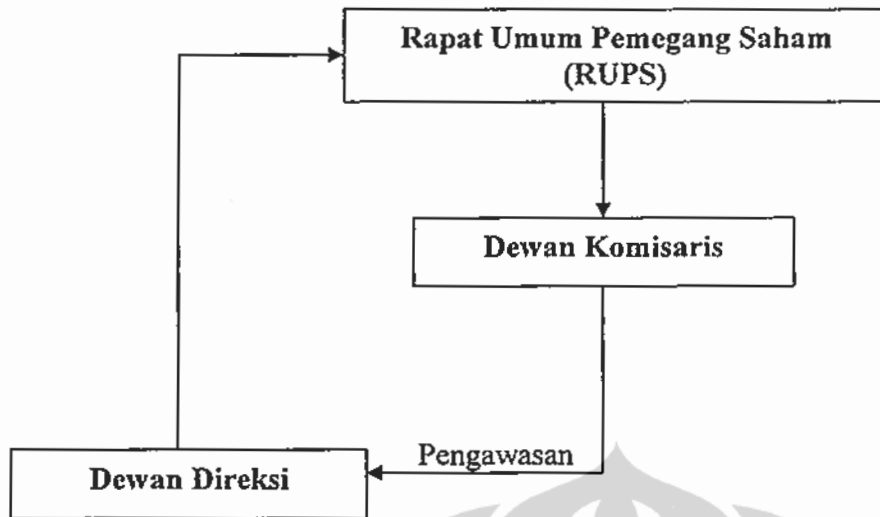 Rapat Umum Pemegang Saham
(RUPS)
Dewan Komisaris
Pengawasan
Dewan Direksi